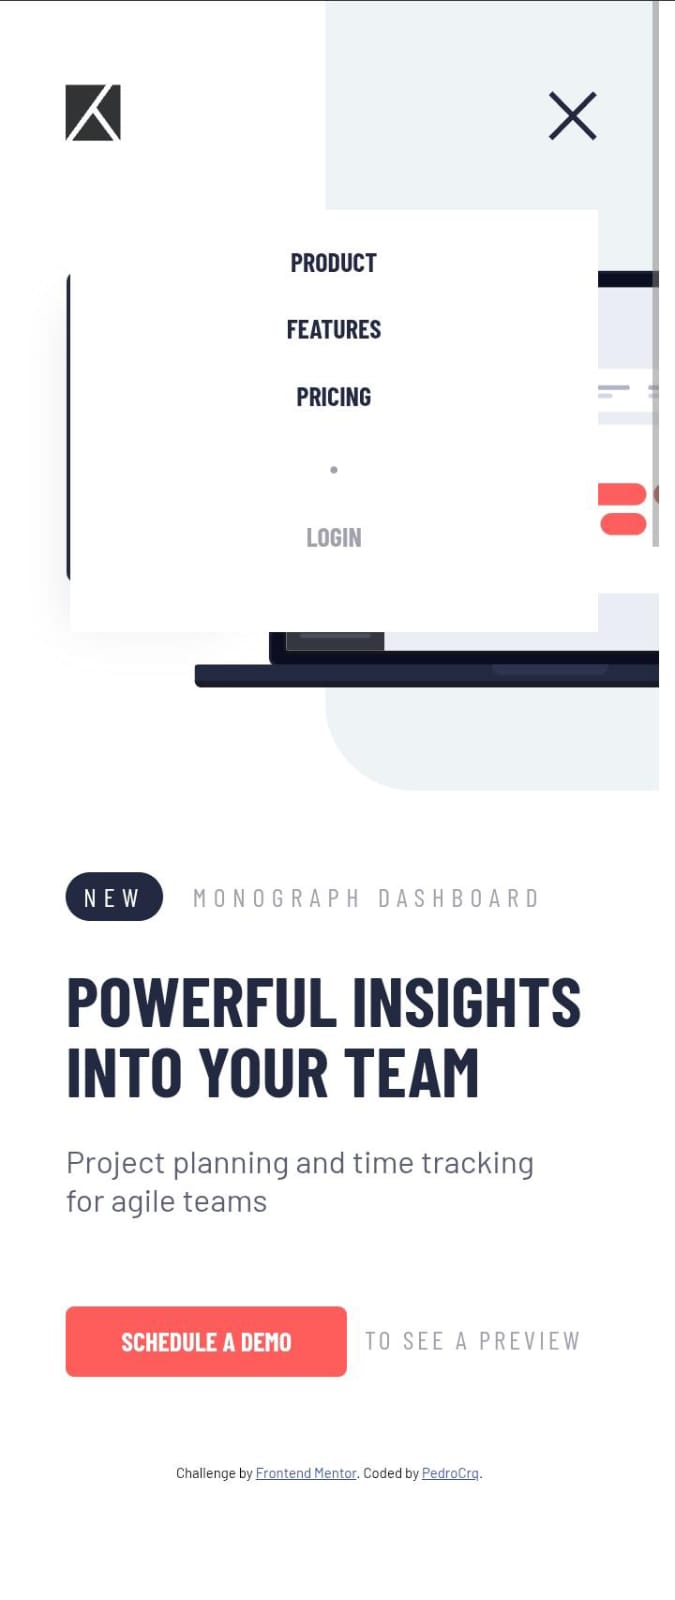 PRODUCT
FEATURES
PRICING
LOGIN
NEW MONOGRAPH DASHBOARD
POWERFUL INSIGHTS
INTO YOUR TEAM
Project planning and time tracking
for agile teams
SCHEDULE A DEMO TO SEE A PREVIEW
Challenge by Frontend Mentor. Coded by PedroCrq.